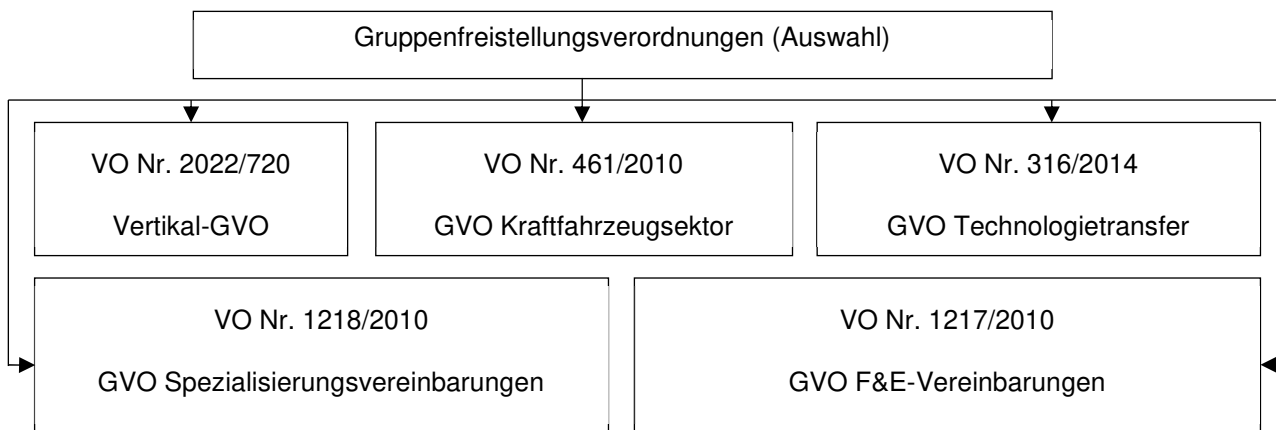 Gruppenfreistellungsverordnungen (Auswahl)
VO Nr. 2022/720
Vertikal-GVO
VO Nr. 461/2010
GVO Kraftfahrzeugsektor
VO Nr. 316/2014
GVO Technologietransfer
VO Nr. 1218/2010
GVO Spezialisierungsvereinbarungen
VO Nr. 1217/2010
GVO F&E-Vereinbarungen